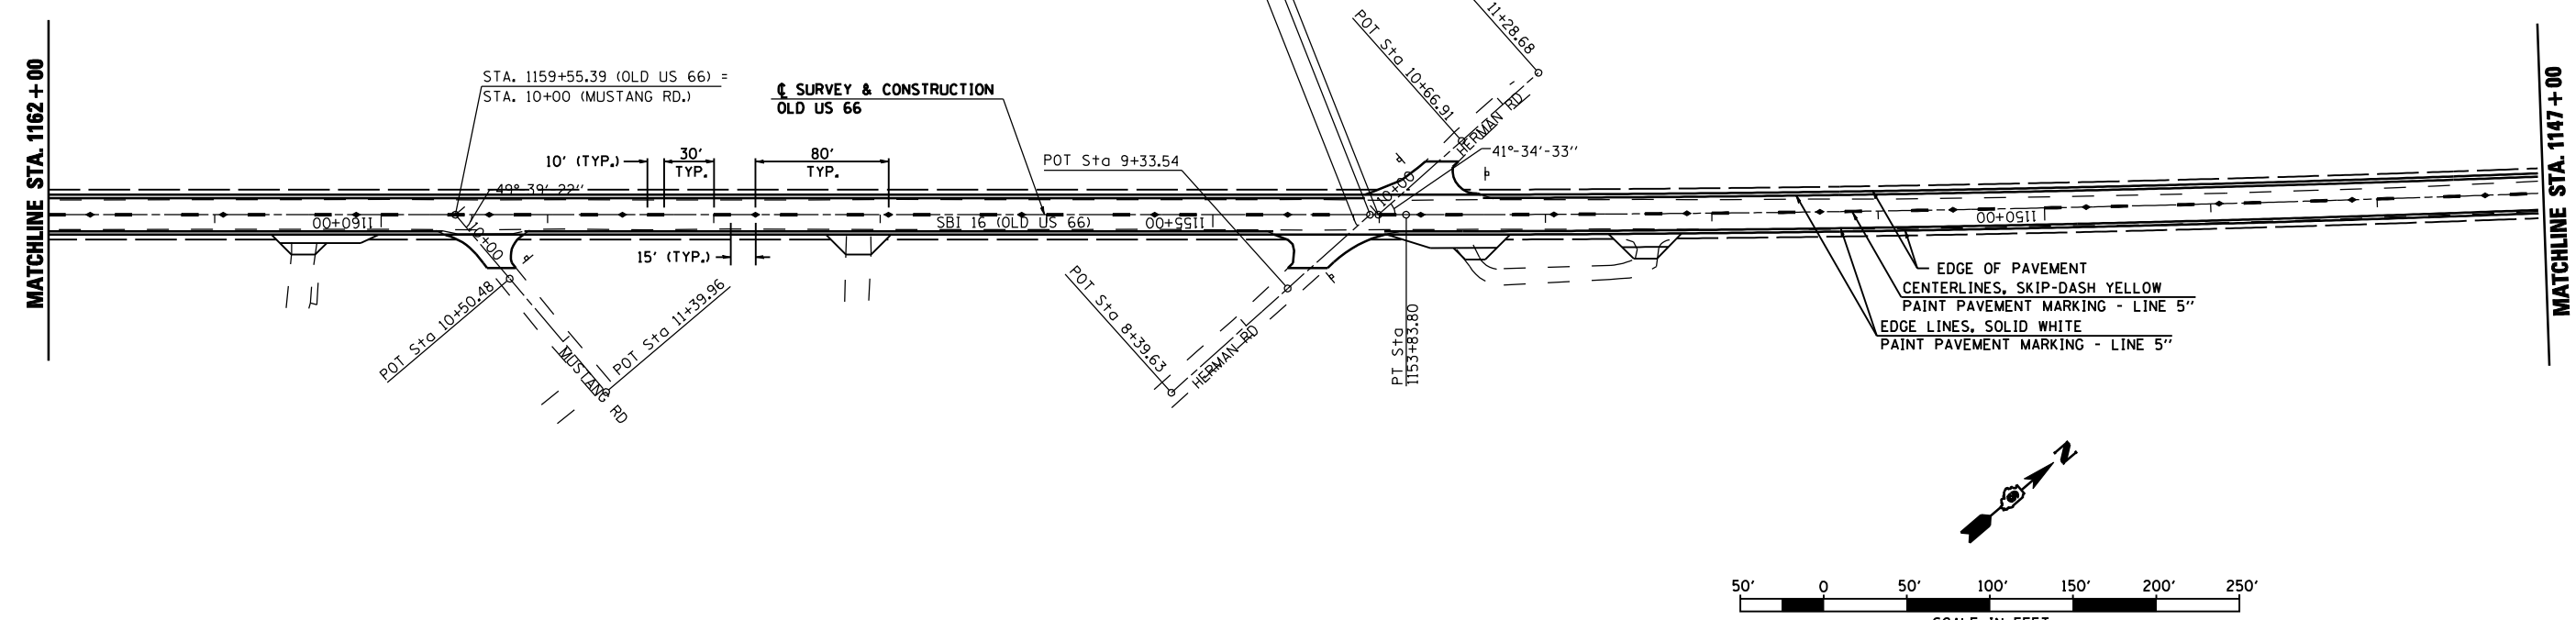 MATCHLINE STA. 1162+00
STA. 1159+55.39 (OLD US 66) =
STA. 10+00 (MUSTANG RD.)
℄ SURVEY & CONSTRUCTION
OLD US 66
10' (TYP.)
30'
TYP.
80'
TYP.
15' (TYP.)
49°-39'-22''
1160+00
10+00
POT Sta 10+50.48
POT Sta 11+39.96
MUSTANG RD
SBI 16 (OLD US 66)
1155+00
POT Sta 9+33.54
POT Sta 8+39.63
HERMAN RD
PT Sta
1153+83.80
10+00
41°-34'-33''
POT Sta 10+66.91
11+28.68
HERMAN RD
1150+00
EDGE OF PAVEMENT
CENTERLINES, SKIP-DASH YELLOW
PAINT PAVEMENT MARKING - LINE 5''
EDGE LINES, SOLID WHITE
PAINT PAVEMENT MARKING - LINE 5''
MATCHLINE STA. 1147+00
N
50' 0 50' 100' 150' 200' 250'
SCALE IN FEET